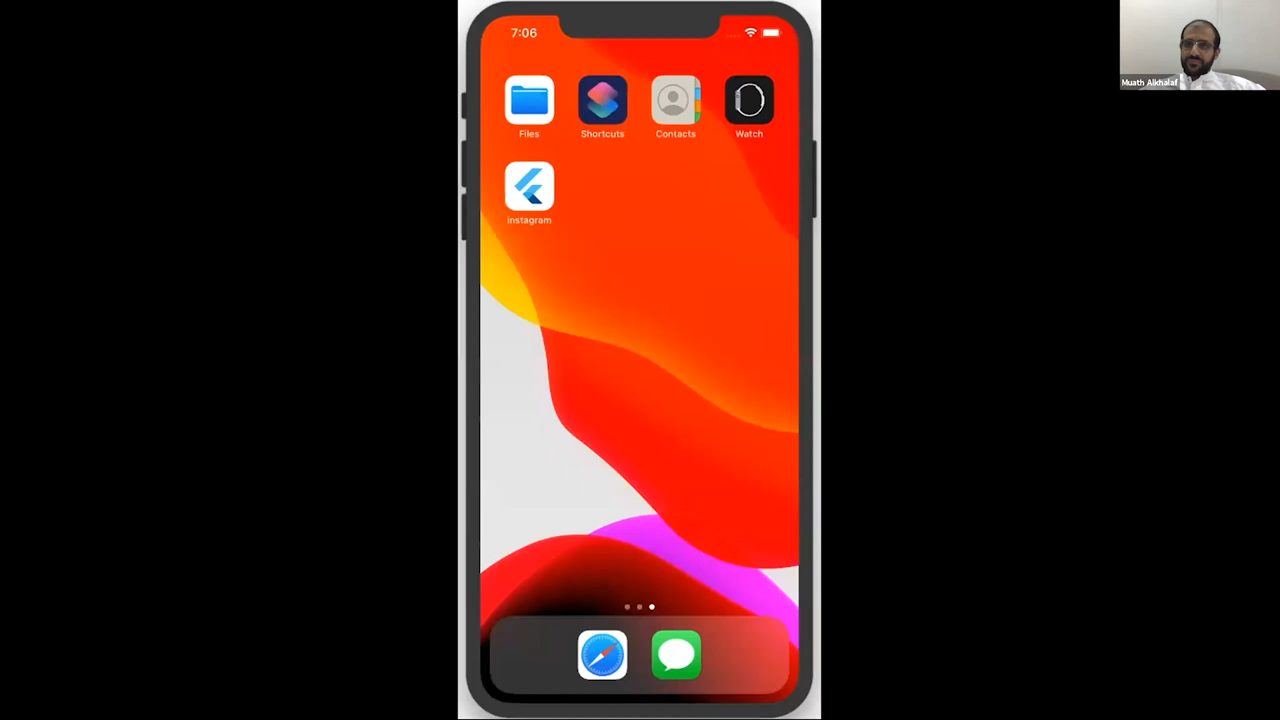 7:06
Muath Alkhalaf
Files
Shortcuts
Contacts
Watch
instagram